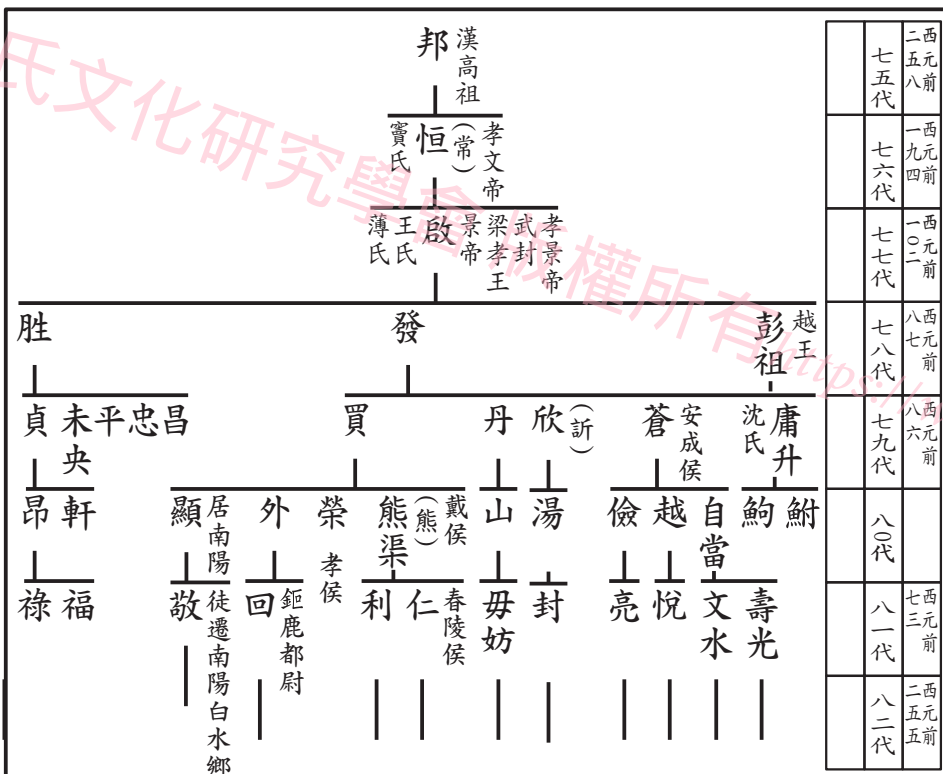 西元前二五八
七五代
邦
漢高祖
西元前一九四
七六代
孝文帝
恒
(常)
竇氏
西元前一〇二
七七代
孝景帝
武封
梁孝王
景帝
啟
王氏
薄氏
西元前八七
七八代
越王
彭祖
發
胜
西元前八六
七九代
庸升
沈氏
安成侯
蒼
(訢)
欣
丹
買
昌
忠
平
未央
貞
八〇代
鮒
鮈
自當
越
儉
湯
山
戴侯
熊渠
(熊)
榮
孝侯
外
居南陽
顯
軒
昂
西元前七三
八一代
壽光
文水
悅
亮
封
毋妨
舂陵侯
仁
利
鉅鹿都尉
回
徒遷南陽白水鄉
敬
福
祿
西元前二五五
八二代
氏文化研究學會 版權所有 https://w